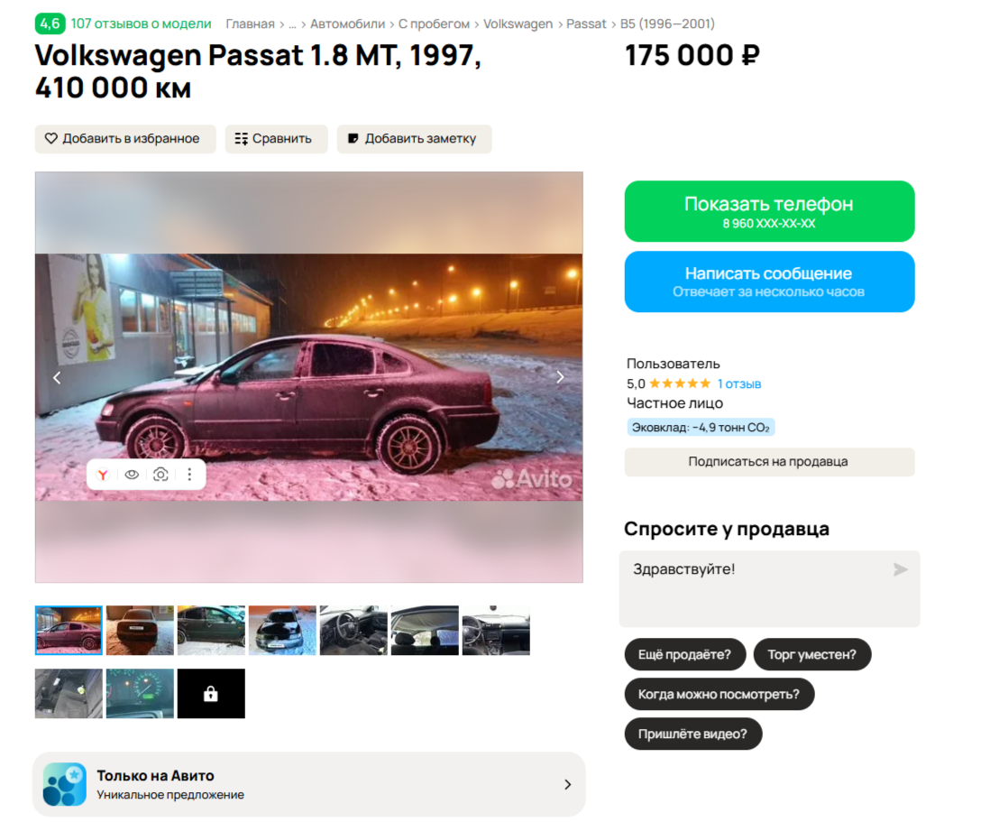 4,6 107 отзывов о модели Главная › ... › Автомобили › С пробегом › Volkswagen › Passat › B5 (1996—2001)
Volkswagen Passat 1.8 MT, 1997,
410 000 км
175 000 ₽
Добавить в избранное
Сравнить
Добавить заметку
Показать телефон
8 960 XXX-XX-XX
Написать сообщение
Отвечает за несколько часов
Avito
Пользователь
5,0 ★★★★★ 1 отзыв
Частное лицо
Эковклад: −4,9 тонн CO₂
Подписаться на продавца
Спросите у продавца
Здравствуйте!
Ещё продаёте?
Торг уместен?
Когда можно посмотреть?
Пришлёте видео?
Только на Авито
Уникальное предложение